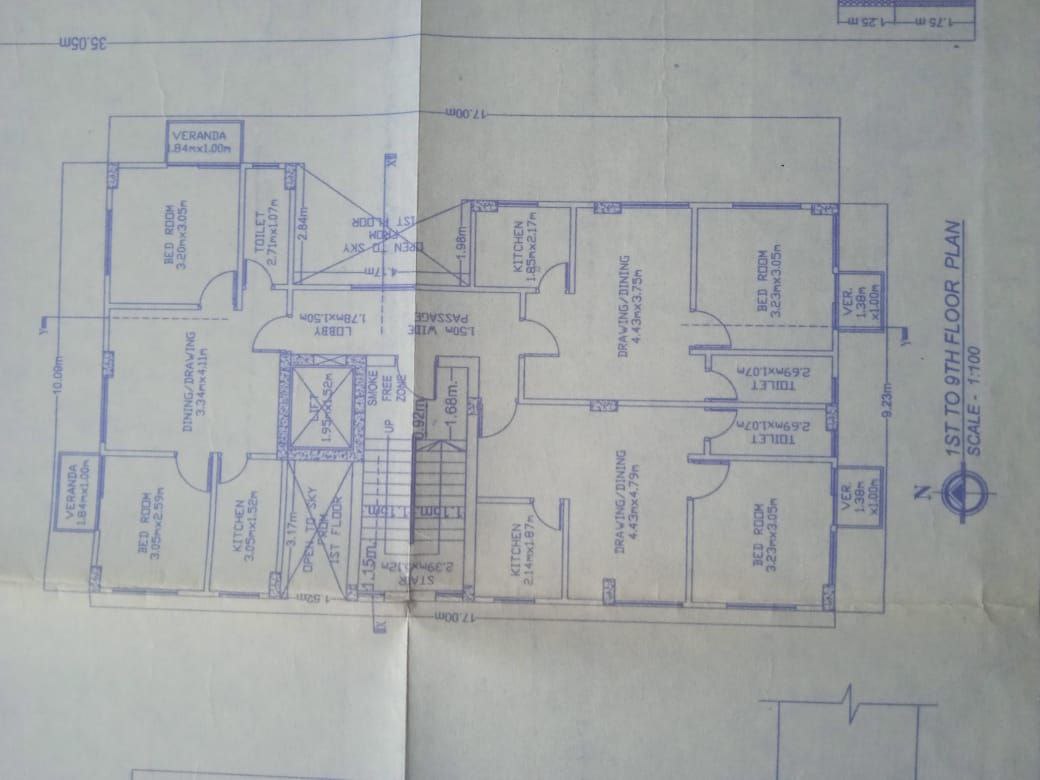 35.05m
1.25 m
1.75 m
17.00m
VERANDA
1.84mx1.00m
BED ROOM
3.20mx3.05m
TOILET
2.71mx1.07m
2.84m
OPEN TO SKY
FROM
1ST FLOOR
4.17m
1.98m
KITCHEN
1.85mx2.17m
DRAWING/DINING
4.43mx3.75m
BED ROOM
3.23mx3.05m
VER.
1.38m
x1.00m
10.09m
LOBBY
1.78mx1.50m
1.50m WIDE
PASSAGE
DINING/DRAWING
3.34mx4.11m
LIFT
1.95mx1.52m
SMOKE
FREE
ZONE
UP
0.92m
1.68m.
TOILET
2.69mx1.07m
TOILET
2.69mx1.07m
9.23m
VERANDA
1.84mx1.00m
BED ROOM
3.05mx2.59m
KITCHEN
3.05mx1.52m
3.17m
OPEN TO SKY
FROM
1ST FLOOR
1.15m.
1.15m.
1.15m.
STAIR
KITCHEN
2.14mx1.87m
DRAWING/DINING
4.43mx4.79m
BED ROOM
3.23mx3.05m
VER.
1.38m
x1.00m
1.52m
17.00m
N
1ST TO 9TH FLOOR PLAN
SCALE - 1:100